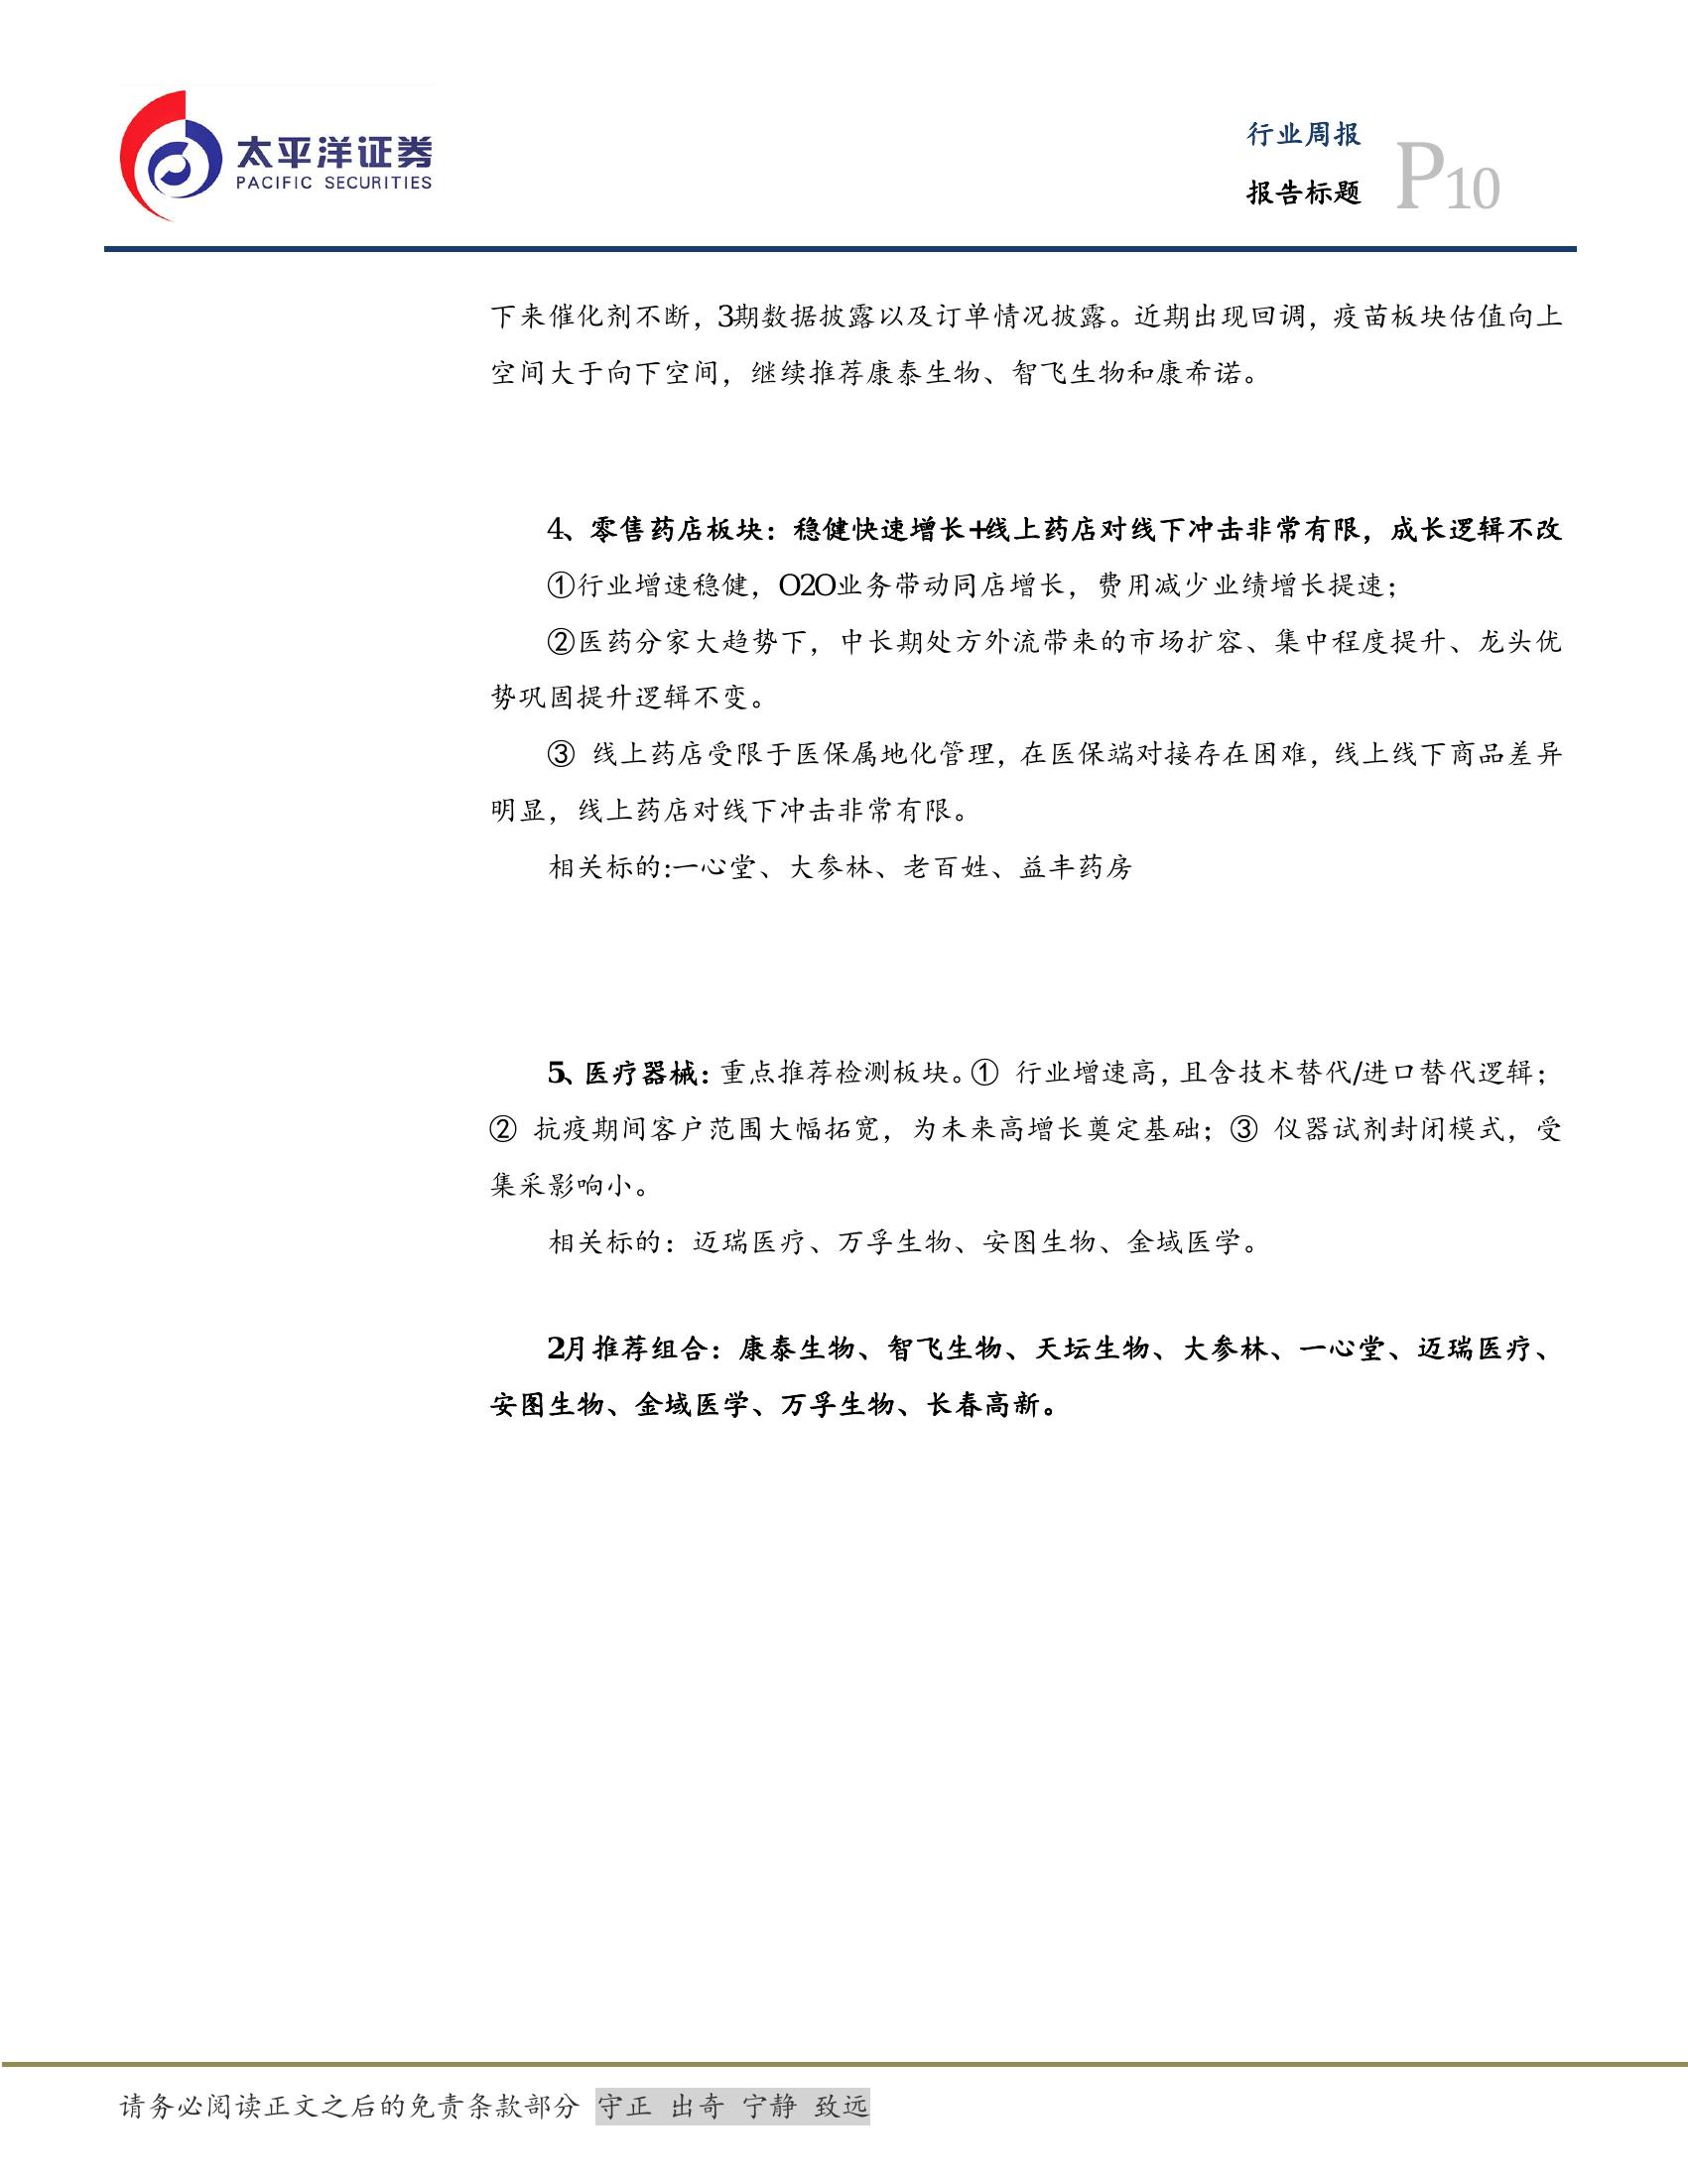 太平洋证券
PACIFIC SECURITIES
行业周报
报告标题
P10
下来催化剂不断，3期数据披露以及订单情况披露。近期出现回调，疫苗板块估值向上
空间大于向下空间，继续推荐康泰生物、智飞生物和康希诺。
4、零售药店板块：稳健快速增长+线上药店对线下冲击非常有限，成长逻辑不改
①行业增速稳健，O2O业务带动同店增长，费用减少业绩增长提速；
②医药分家大趋势下，中长期处方外流带来的市场扩容、集中程度提升、龙头优
势巩固提升逻辑不变。
③ 线上药店受限于医保属地化管理，在医保端对接存在困难，线上线下商品差异
明显，线上药店对线下冲击非常有限。
相关标的:一心堂、大参林、老百姓、益丰药房
5、医疗器械：重点推荐检测板块。① 行业增速高，且含技术替代/进口替代逻辑；
② 抗疫期间客户范围大幅拓宽，为未来高增长奠定基础；③ 仪器试剂封闭模式，受
集采影响小。
相关标的：迈瑞医疗、万孚生物、安图生物、金域医学。
2月推荐组合：康泰生物、智飞生物、天坛生物、大参林、一心堂、迈瑞医疗、
安图生物、金域医学、万孚生物、长春高新。
请务必阅读正文之后的免责条款部分 守正 出奇 宁静 致远